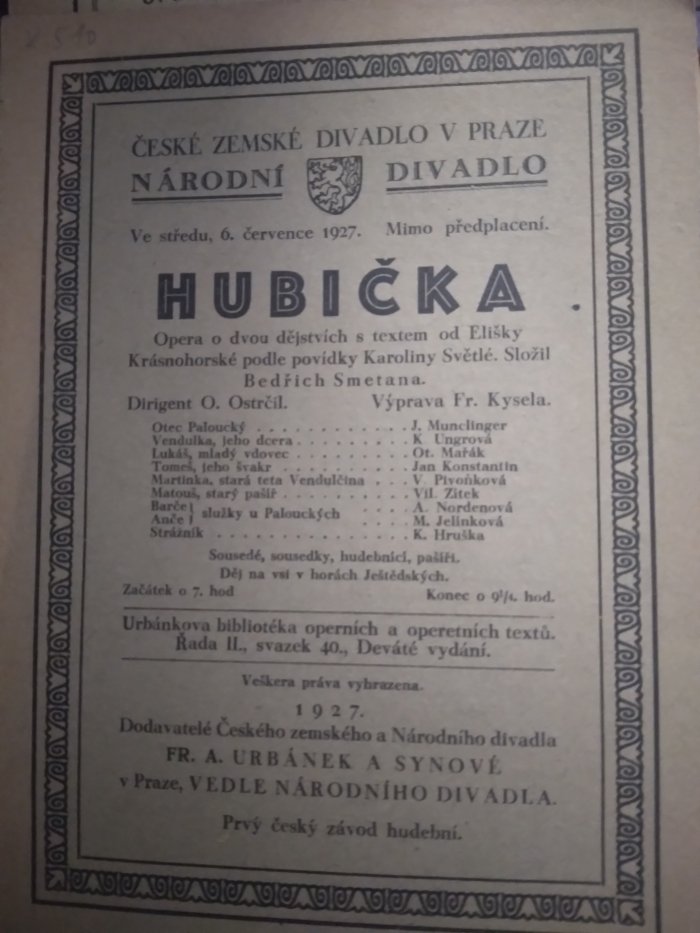 ČESKÉ ZEMSKÉ DIVADLO V PRAZE
NÁRODNÍ DIVADLO
Ve středu, 6. července 1927. Mimo předplacení.
HUBIČKA
Opera o dvou dějstvích s textem od Elišky
Krásnohorské podle povídky Karoliny Světlé. Složil
Bedřich Smetana.
Dirigent O. Ostrčil. Výprava Fr. Kysela.
Otec Paloucký . . . . . . . . . . . . J. Munclinger
Vendulka, jeho dcera . . . . . . . . . K Ungrová
Lukáš, mladý vdovec . . . . . . . . . Ot. Mařák
Tomeš, jeho švakr . . . . . . . . . . Jan Konstantin
Martinka, stará teta Vendulčina . . . V. Pivoňková
Matouš, starý pašíř . . . . . . . . . Vil. Zítek
Barče
Anče
služky u Palouckých
. . . . A. Nordenová
. . . . M. Jelínková
Strážník . . . . . . . . . . . . . . K. Hruška
Sousedé, sousedky, hudebníci, pašíři.
Děj na vsi v horách Ještědských.
Začátek o 7. hod Konec o 9¹/₄. hod.
Urbánkova bibliotéka operních a operetních textů.
Řada II., svazek 40., Deváté vydání.
Veškera práva vyhrazena.
1927.
Dodavatelé Českého zemského a Národního divadla
FR. A. URBÁNEK A SYNOVÉ
v Praze, VEDLE NÁRODNÍHO DIVADLA.
Prvý český závod hudební.